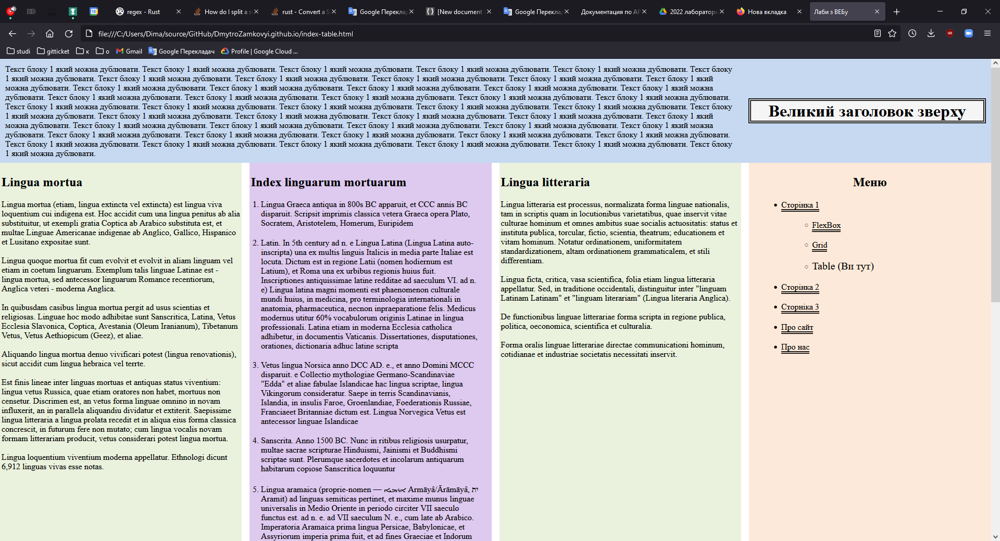 HD
regex - Rust
How do I split a s
rust - Convert a S
Google Переклад
[New document
Google Переклад
Документация по AP
2022 лаборатор
Нова вкладка
Лаби з ВЕБу
file:///C:/Users/Dima/source/GitHub/DmytroZamkovyi.github.io/index-table.html
studi
gitticket
к
о
Gmail
Google Перекладач
Profile | Google Cloud ...
Текст блоку 1 який можна дублювати. Текст блоку 1 який можна дублювати. Текст блоку 1 який можна дублювати. Текст блоку 1 який можна дублювати. Текст блоку 1 який можна дублювати. Текст блоку
1 який можна дублювати. Текст блоку 1 який можна дублювати. Текст блоку 1 який можна дублювати. Текст блоку 1 який можна дублювати. Текст блоку 1 який можна дублювати. Текст блоку 1 який
можна дублювати. Текст блоку 1 який можна дублювати. Текст блоку 1 який можна дублювати. Текст блоку 1 який можна дублювати. Текст блоку 1 який можна дублювати. Текст блоку 1 який можна
дублювати. Текст блоку 1 який можна дублювати. Текст блоку 1 який можна дублювати. Текст блоку 1 який можна дублювати. Текст блоку 1 який можна дублювати. Текст блоку 1 який можна дублювати.
Текст блоку 1 який можна дублювати. Текст блоку 1 який можна дублювати. Текст блоку 1 який можна дублювати. Текст блоку 1 який можна дублювати. Текст блоку 1 який можна дублювати. Текст блоку
1 який можна дублювати. Текст блоку 1 який можна дублювати. Текст блоку 1 який можна дублювати. Текст блоку 1 який можна дублювати. Текст блоку 1 який можна дублювати. Текст блоку 1 який
можна дублювати. Текст блоку 1 який можна дублювати. Текст блоку 1 який можна дублювати. Текст блоку 1 який можна дублювати. Текст блоку 1 який можна дублювати. Текст блоку 1 який можна
дублювати. Текст блоку 1 який можна дублювати. Текст блоку 1 який можна дублювати. Текст блоку 1 який можна дублювати. Текст блоку 1 який можна дублювати. Текст блоку 1 який можна дублювати.
Текст блоку 1 який можна дублювати. Текст блоку 1 який можна дублювати. Текст блоку 1 який можна дублювати. Текст блоку 1 який можна дублювати. Текст блоку 1 який можна дублювати. Текст блоку
1 який можна дублювати.
Великий заголовок зверху
Lingua mortua
Lingua mortua (etiam, lingua extincta vel extincta) est lingua viva
loquentium cui indigena est. Hoc accidit cum una lingua penitus ab alia
substituitur, ut exempli gratia Coptica ab Arabico substituta est, et
multae Linguae Americanae indigenae ab Anglico, Gallico, Hispanico
et Lusitano expositae sunt.
Lingua quoque mortua fit cum evolvit et evolvit in aliam linguam vel
etiam in coetum linguarum. Exemplum talis linguae Latinae est -
lingua mortua, sed antecessor linguarum Romance recentiorum,
Anglica veteri - moderna Anglica.
In quibusdam casibus lingua mortua pergit ad usus scientias et
religiosas. Linguae hoc modo adhibitae sunt Sanscritica, Latina, Vetus
Ecclesia Slavonica, Coptica, Avestania (Oleum Iranianum), Tibetanum
Vetus, Vetus Aethiopicum (Geez), et aliae.
Aliquando lingua mortua denuo vivificari potest (lingua renovationis),
sicut accidit cum lingua hebraica vel terrte.
Est finis lineae inter linguas mortuas et antiquas status viventium:
lingua vetus Russica, quae etiam oratores non habet, mortuus non
censetur. Discrimen est, an vetus forma linguae omnino in novam
influxerit, an in parallela aliquandiu dividatur et extiterit. Saepissime
lingua litteraria a lingua prolata recedit et in aliqua eius forma classica
concrescit, in futurum fere non mutato; cum lingua vocalis novam
formam litterariam producit, vetus considerari potest lingua mortua.
Lingua loquentium viventium moderna appellatur. Ethnologi dicunt
6,912 linguas vivas esse notas.
Index linguarum mortuarum
1. Lingua Graeca antiqua in 800s BC apparuit, et CCC annis BC
disparuit. Scripsit imprimis classica vetera Graeca opera Plato,
Socratem, Aristotelem, Homerum, Euripidem
2. Latin. In 5th century ad n. e Lingua Latina (Lingua Latina auto-
inscripta) una ex multis linguis Italicis in media parte Italiae est
locuta. Dictum est in regione Latii (nomen hodiernum est
Latium), et Roma una ex urbibus regionis huius fuit.
Inscriptiones antiquissimae latine redditae ad saeculum VI. ad n.
e) Lingua latina magni momenti est phaenomenon culturale
mundi huius, in medicina, pro terminologia internationali in
anatomia, pharmaceutica, necnon inpraeparatione felis. Medicus
modernus utitur 60% vocabulorum originis Latinae in lingua
professionali. Latina etiam in moderna Ecclesia catholica
adhibetur, in documentis Vaticanis. Dissertationes, disputationes,
orationes, dictionaria adhuc latine scripta
3. Vetus lingua Norsica anno DCC AD. e., et anno Domini MCCC
disparuit. e Collectio mythologiae Germano-Scandinaviae
"Edda" et aliae fabulae Islandicae hac lingua scriptae, lingua
Vikingorum consideratur. Saepe in terris Scandinavianis,
Islandia, in insulis Faroe, Groenlandiae, Foederationis Russiae,
Franciaeet Britanniae dictum est. Lingua Norvegica Vetus est
antecessor linguae Islandicae
4. Sanscrita. Anno 1500 BC. Nunc in ritibus religiosis usurpatur,
multae sacrae scripturae Hinduismi, Jainismi et Buddhismi
scriptae sunt. Plerumque sacerdotes et incolarum antiquarum
habitarum copiose Sanscritica loquuntur
5. Lingua aramaica (proprie-nomen — Armāyâ/Ārāmāyâ, ית
Aramit) ad linguas semiticas pertinet, et maxime munus linguae
universalis in Medio Oriente in periodo circiter VII saeculo
functus est. ad n. e. ad VII saeculum N. e., cum late ab Arabico.
Imperatoria Aramaica prima lingua Persicae, Babylonicae, et
Assyriorum imperia prima fuit, et ad fines Graeciae et Indorum
Lingua litteraria
Lingua litteraria est processus, normalizata forma linguae nationalis,
tam in scriptis quam in locutionibus varietatibus, quae inservit vitae
culturae hominum et omnes ambitus suae socialis actuositatis: status et
instituta publica, torcular, fictio, scientia, theatrum; educationem et
vitam hominum. Notatur ordinationem, uniformitatem
standardizationem, altam ordinationem grammaticalem, et stili
differentiam.
Lingua ficta, critica, vasa scientifica, folia etiam lingua litteraria
appellatur. Sed, in traditione occidentali, distinguitur inter "linguam
Latinam Latinam" et "linguam literariam" (Lingua literaria Anglica).
De functionibus linguae litterariae forma scripta in regione publica,
politica, oeconomica, scientifica et culturalia.
Forma oralis linguae litterariae directae communicationi hominum,
cotidianae et industriae societatis necessitati inservit.
Меню
Сторінка 1
FlexBox
Grid
Table (Ви тут)
Сторінка 2
Сторніка 3
Про сайт
Про нас